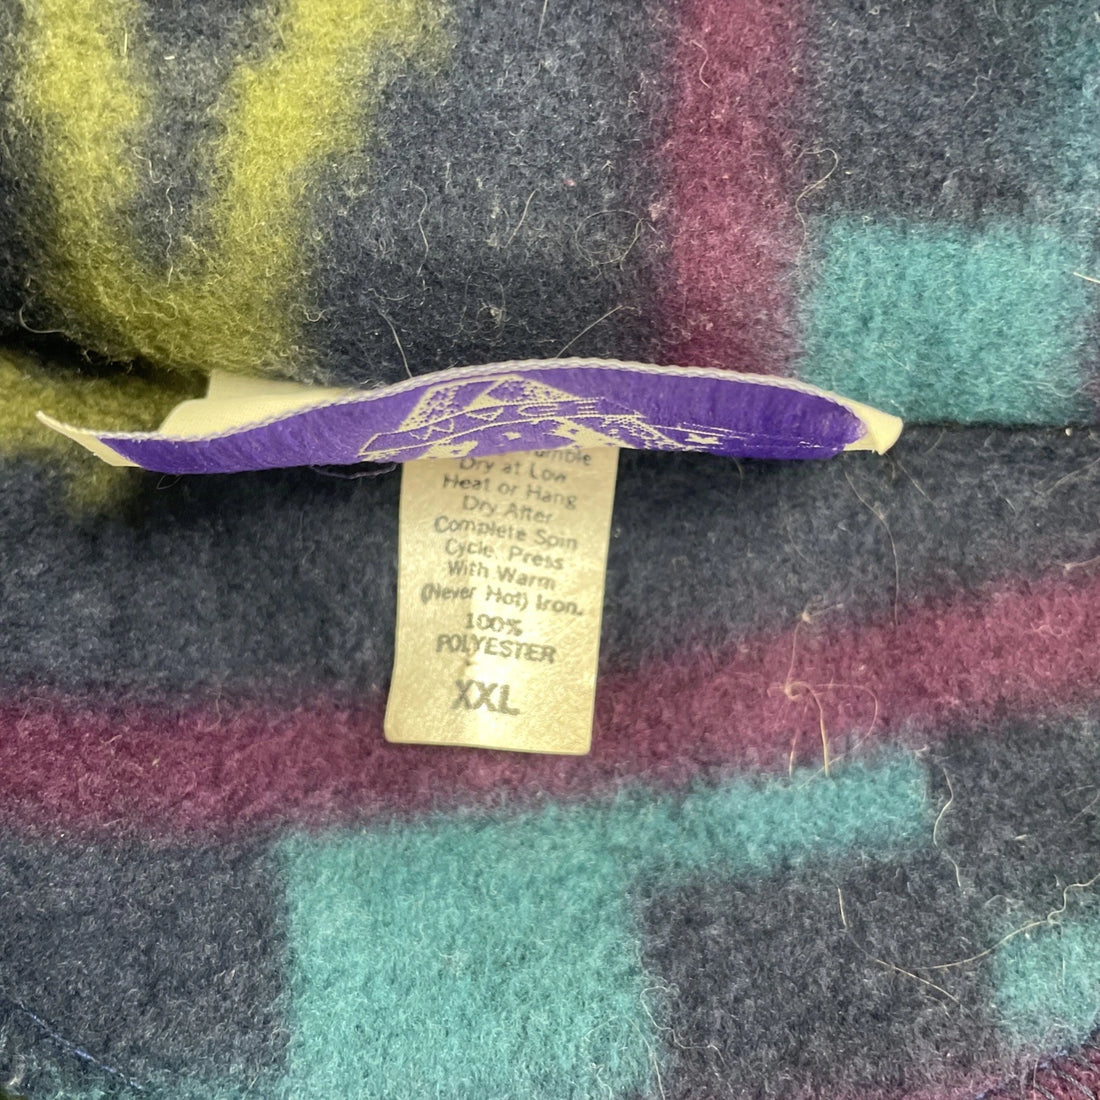 Dry at Low
Heat or Hang
Dry After
Complete Spin
Cycle. Press
With Warm
(Never Hot) Iron.
100%
POLYESTER
XXL